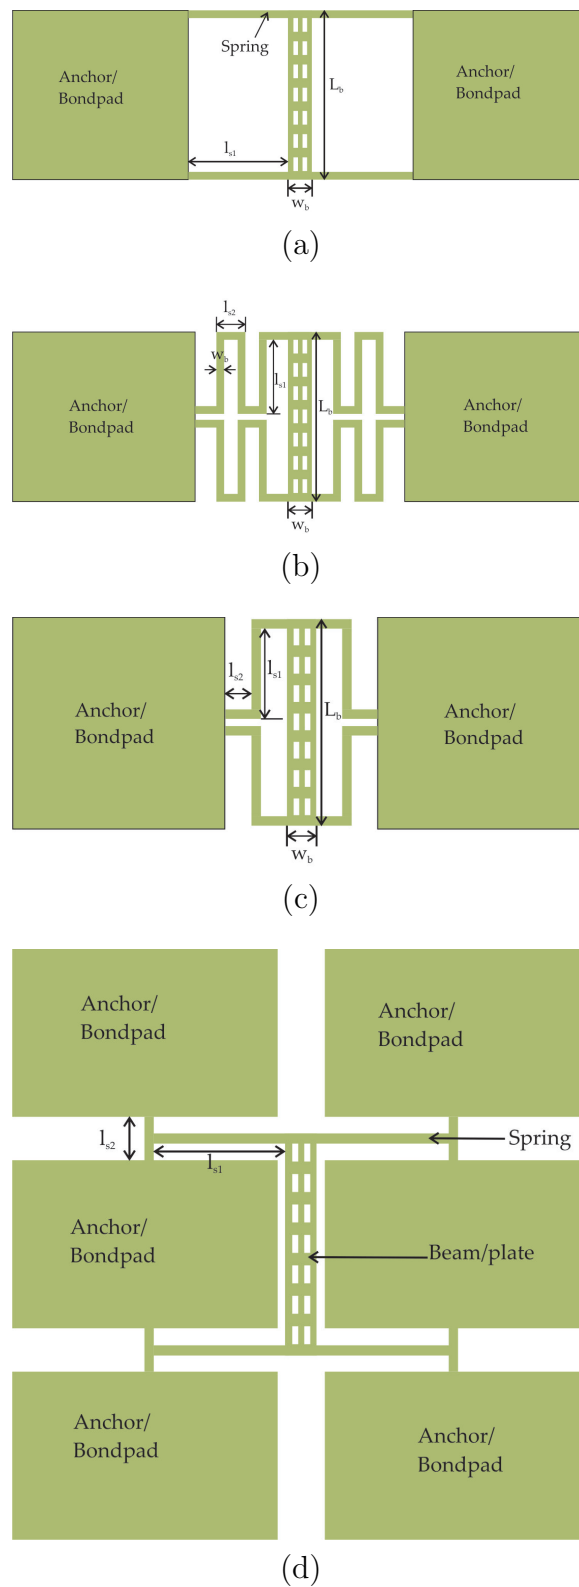 Spring
Anchor/
Bondpad
Anchor/
Bondpad
L_b
l_s1
w_b
(a)
l_s2
w_b
l_s1
Anchor/
Bondpad
L_b
Anchor/
Bondpad
w_b
(b)
l_s2
l_s1
Anchor/
Bondpad
L_b
Anchor/
Bondpad
w_b
(c)
Anchor/
Bondpad
Anchor/
Bondpad
l_s2
Spring
l_s1
Anchor/
Bondpad
Beam/plate
Anchor/
Bondpad
Anchor/
Bondpad
(d)